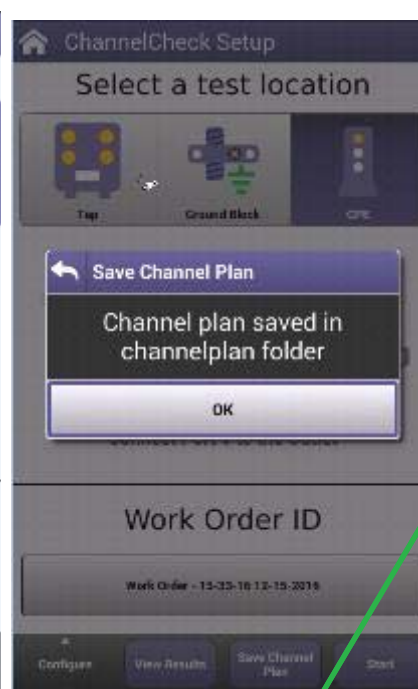 ChannelCheck Setup
Select a test location
Tap
Ground Block
CPE
Save Channel Plan
Channel plan saved in
channelplan folder
OK
Work Order ID
Work Order - 15-33-16 12-15-2016
Configure
View Results
Save Channel
Plan
Start